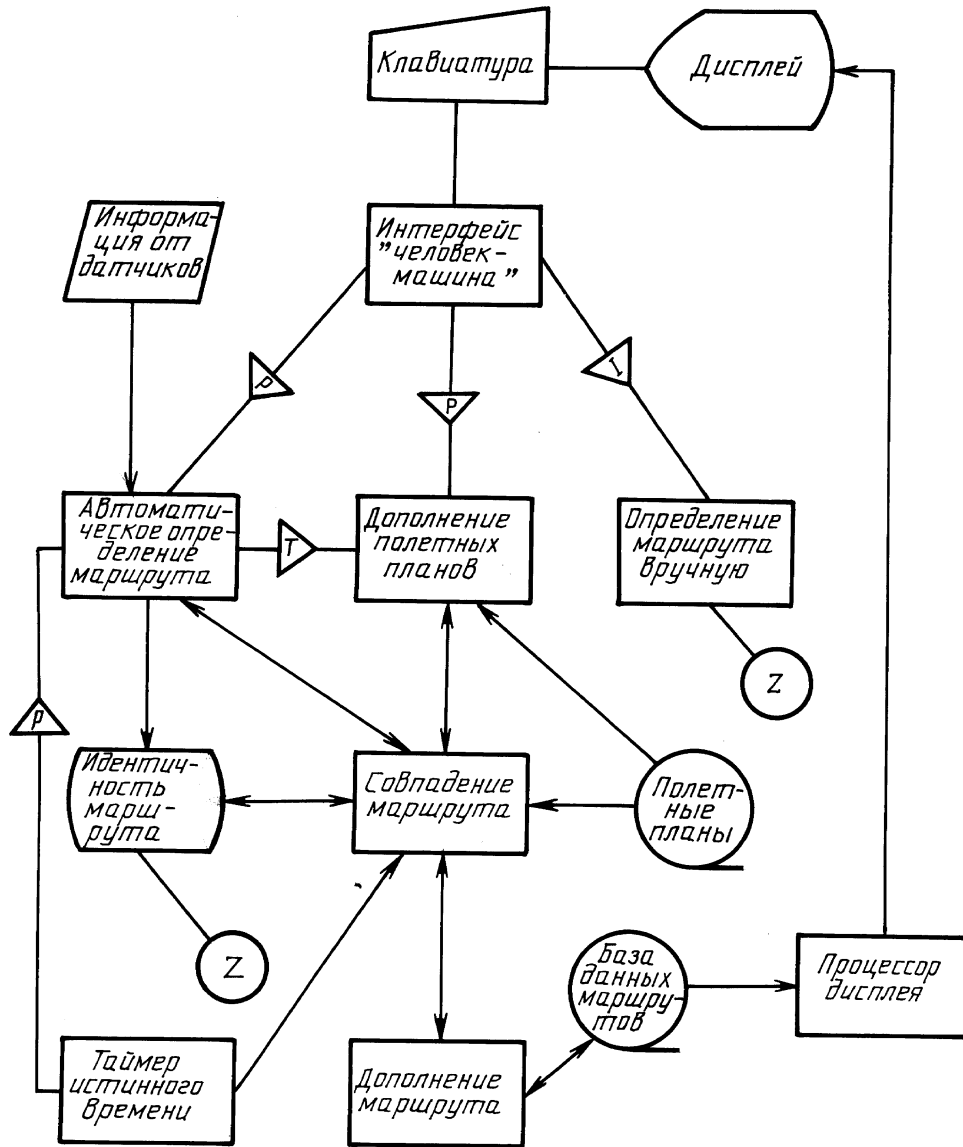 Клавиатура
Дисплей
Информа-
ция от
датчиков
Интерфейс
"человек-
машина"
P
P
I
Автомати-
ческое опре-
деление
маршрута
T
Дополнение
полетных
планов
Определение
маршрута
вручную
Z
P
Идентич-
ность
марш-
рута
Совпадение
маршрута
Полет-
ные
планы
Z
База
данных
маршру-
тов
Процессор
дисплея
Таймер
истинного
времени
Дополнение
маршрута